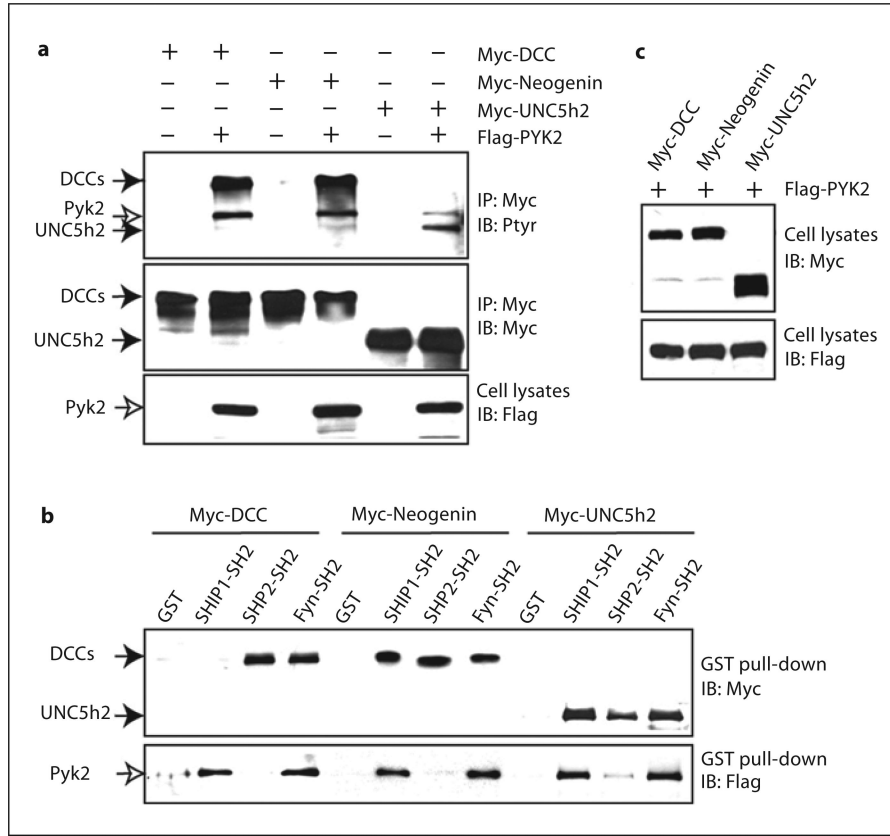 a
+ + – – – – Myc-DCC
– – + + – – Myc-Neogenin
– – – – + + Myc-UNC5h2
– + – + – + Flag-PYK2
DCCs
Pyk2
UNC5h2
IP: Myc
IB: Ptyr
DCCs
UNC5h2
IP: Myc
IB: Myc
Pyk2
Cell lysates
IB: Flag
c
Myc-DCC
Myc-Neogenin
Myc-UNC5h2
+ + + Flag-PYK2
Cell lysates
IB: Myc
Cell lysates
IB: Flag
b
Myc-DCC Myc-Neogenin Myc-UNC5h2
GST
SHIP1-SH2
SHP2-SH2
Fyn-SH2
GST
SHIP1-SH2
SHP2-SH2
Fyn-SH2
GST
SHIP1-SH2
SHP2-SH2
Fyn-SH2
DCCs
UNC5h2
GST pull-down
IB: Myc
Pyk2
GST pull-down
IB: Flag